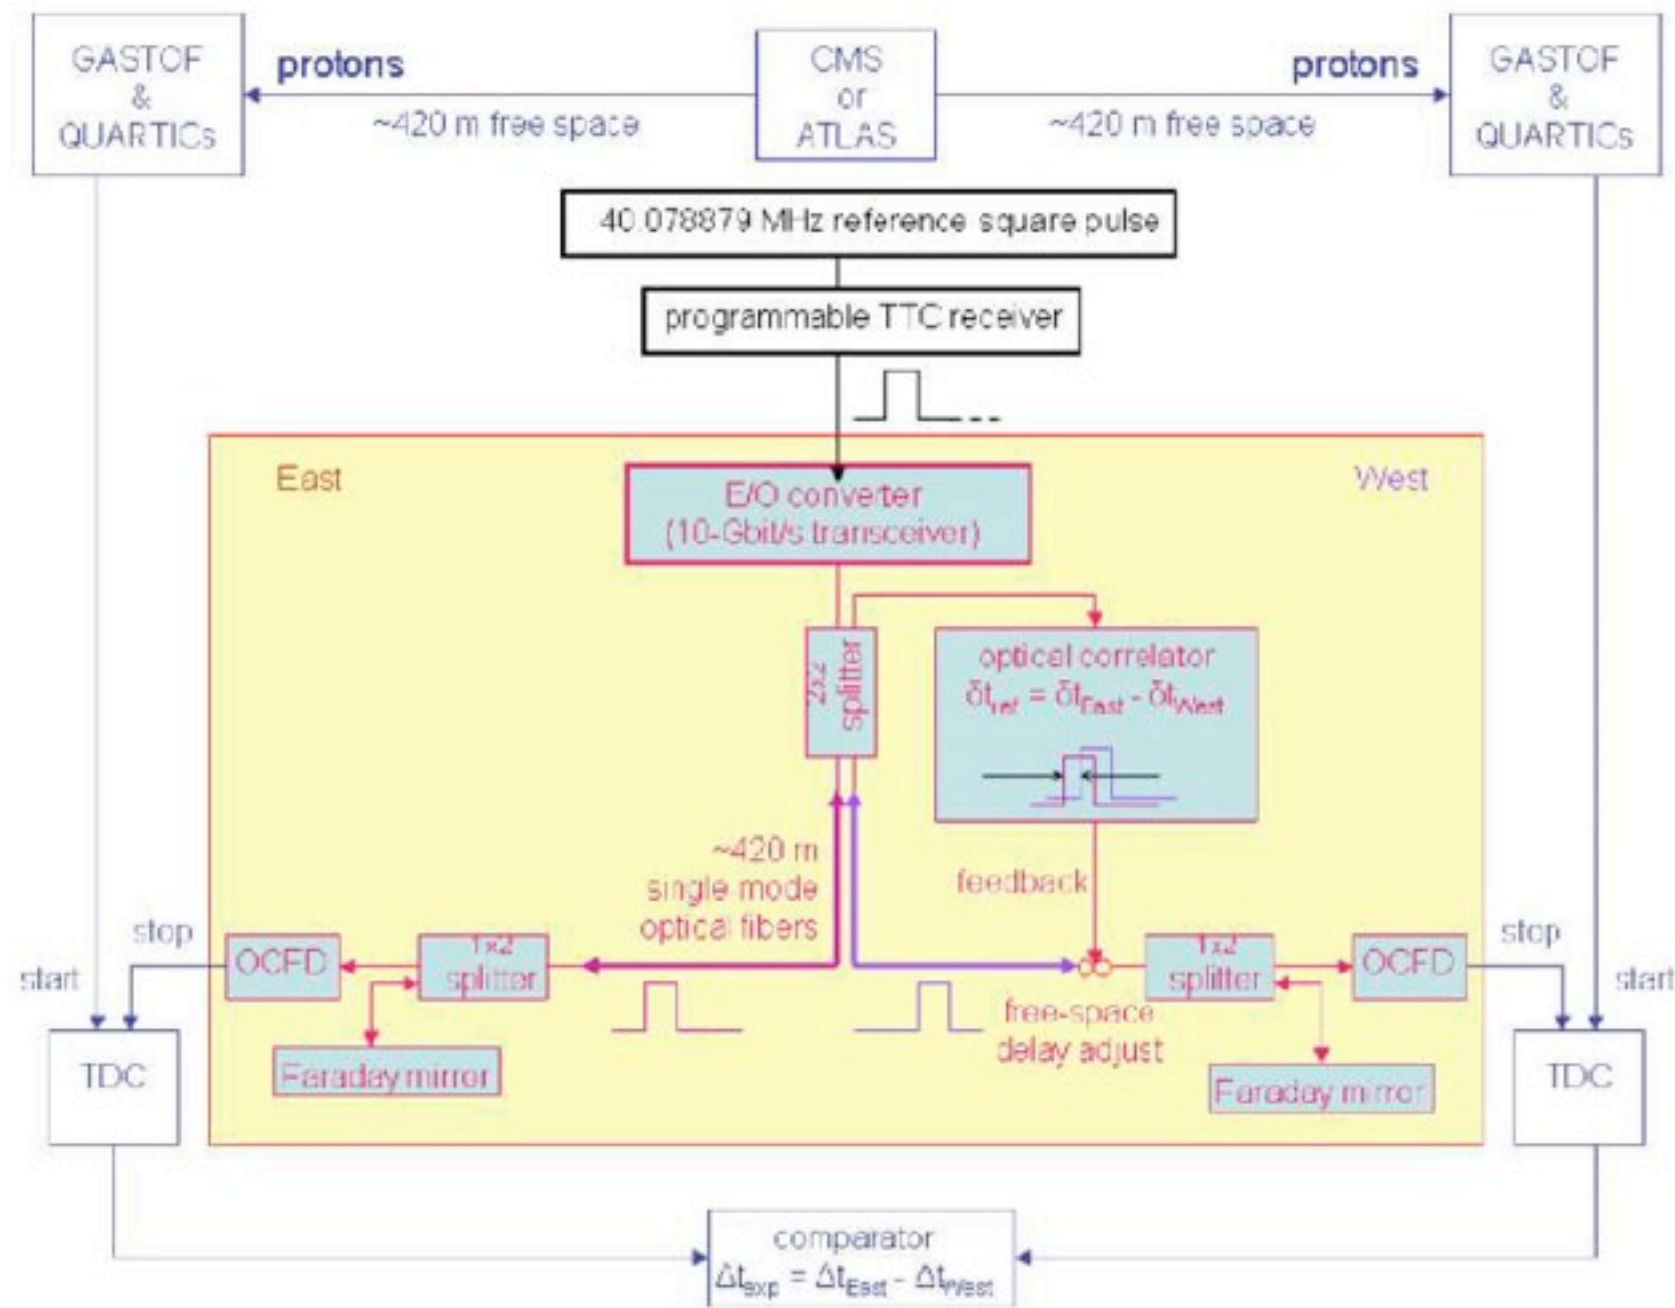 GASTOF
&
QUARTICs
protons
~420 m free space
CMS
or
ATLAS
protons
~420 m free space
GASTOF
&
QUARTICs
40.078879 MHz reference square pulse
programmable TTC receiver
East
West
E/O converter
(10-Gbit/s transceiver)
2x2
splitter
optical correlator
δt_ref = δt_East - δt_West
~420 m
single mode
optical fibers
feedback
stop
OCFD
1x2
splitter
1x2
splitter
OCFD
stop
start
start
free-space
delay adjust
TDC
Faraday mirror
Faraday mirror
TDC
comparator
Δt_exp = Δt_East - Δt_West